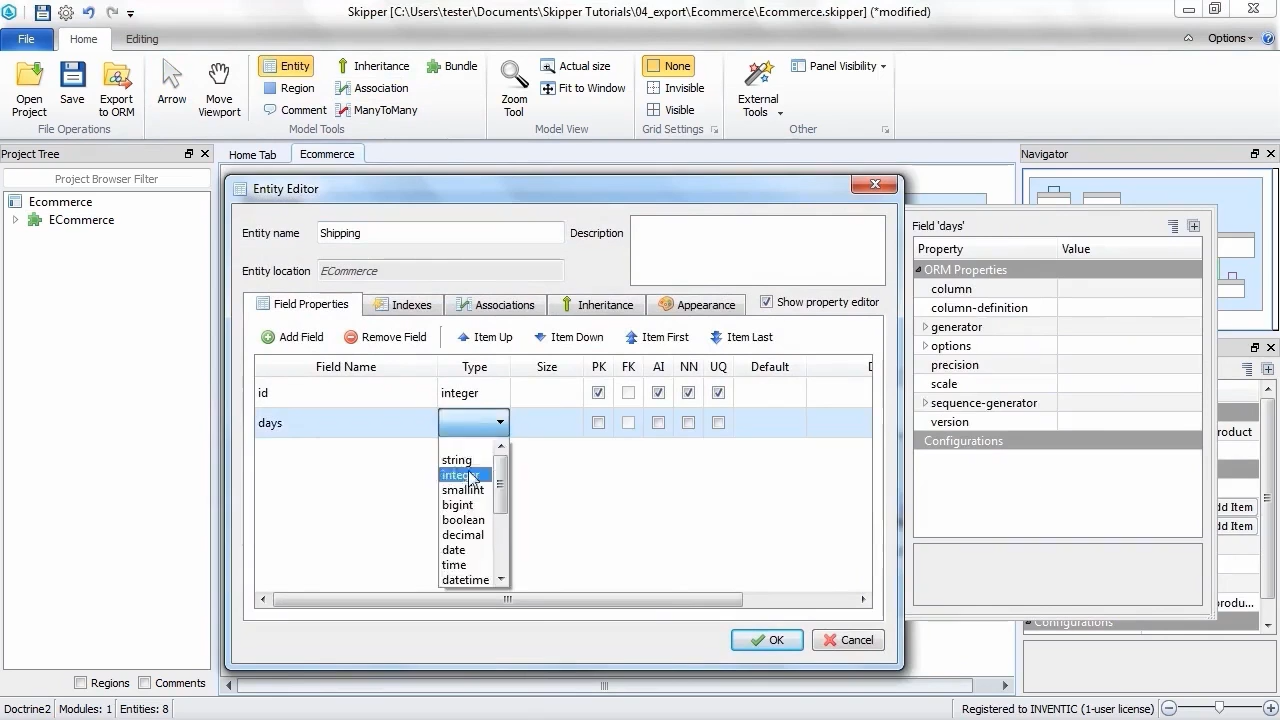 Skipper [C:\Users\tester\Documents\Skipper Tutorials\04_export\Ecommerce\Ecommerce.skipper] (*modified)
File
Home
Editing
Options
Open Project
Save
Export to ORM
File Operations
Arrow
Move Viewport
Entity
Region
Comment
Inheritance
Association
ManyToMany
Bundle
Model Tools
Zoom Tool
Actual size
Fit to Window
Model View
None
Invisible
Visible
Grid Settings
External Tools
Panel Visibility
Other
Project Tree
Project Browser Filter
Ecommerce
ECommerce
Regions
Comments
Home Tab
Ecommerce
Navigator
Entity Editor
Entity name
Shipping
Description
Entity location
ECommerce
Field Properties
Indexes
Associations
Inheritance
Appearance
Show property editor
Add Field
Remove Field
Item Up
Item Down
Item First
Item Last
Field Name
Type
Size
PK
FK
AI
NN
UQ
Default
id
integer
days
string
integer
smallint
bigint
boolean
decimal
date
time
datetime
OK
Cancel
Field 'days'
Property
Value
ORM Properties
column
column-definition
generator
options
precision
scale
sequence-generator
version
Configurations
roduct
dd Item
dd Item
produ...
Configurations
Doctrine2
Modules: 1
Entities: 8
Registered to INVENTIC (1-user license)